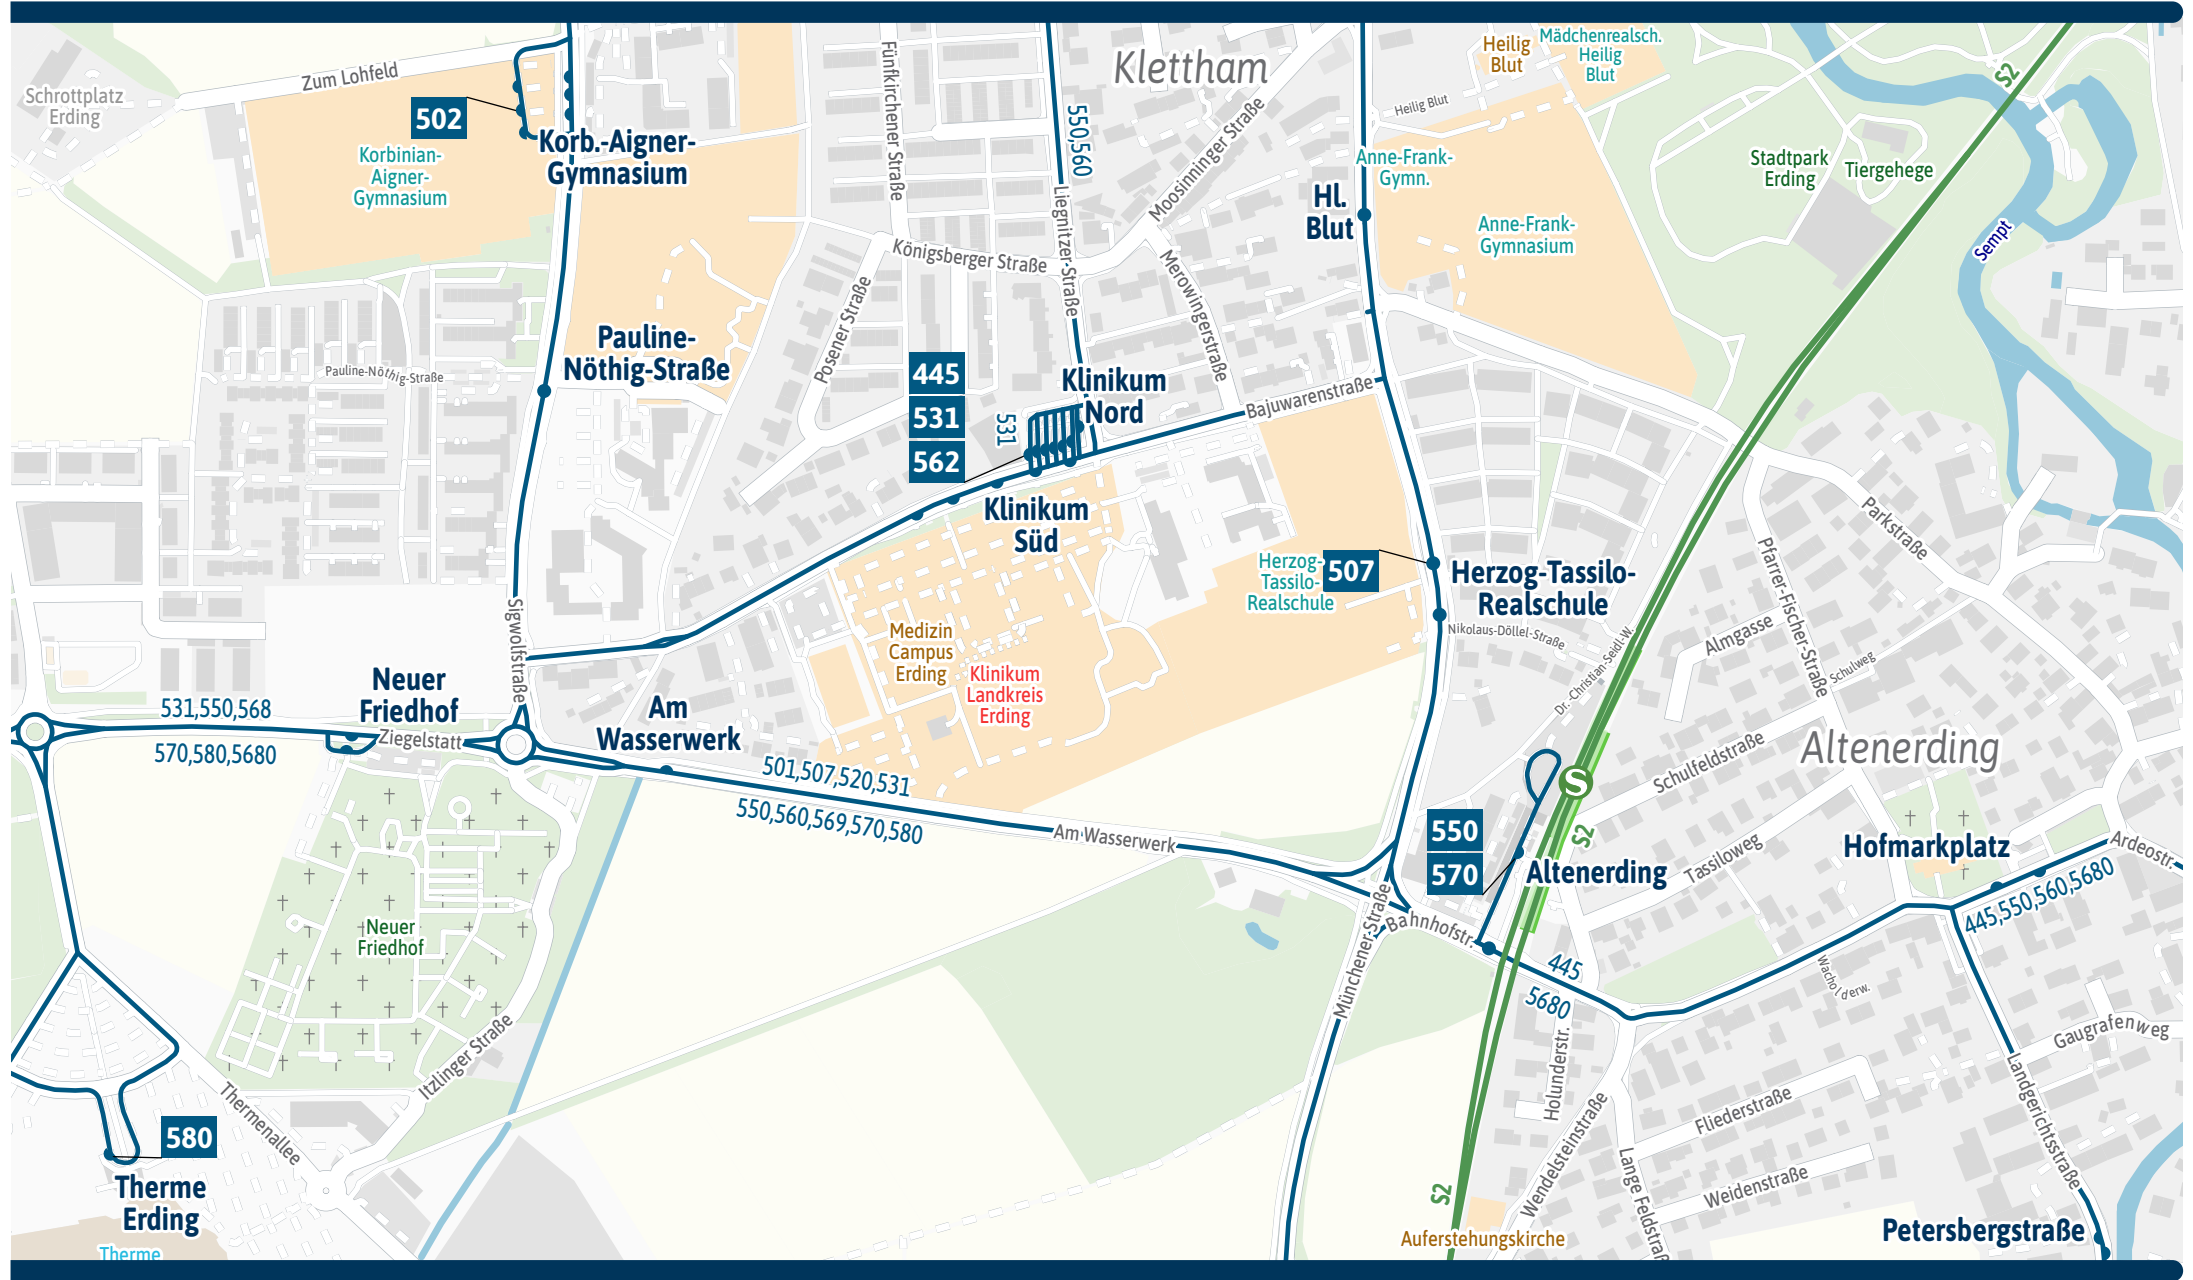 Schrottplatz
Erding
Zum Lohfeld
502
Korb.-Aigner-
Gymnasium
Korbinian-
Aigner-
Gymnasium
Fünfkirchener Straße
550,560
Klettham
Moosinninger Straße
Liegnitzer-Straße
Königsberger Straße
Merowingerstraße
Posener Straße
Heilig
Blut
Mädchenrealsch.
Heilig
Blut
Heilig Blut
Anne-Frank-
Gymn.
Hl.
Blut
Anne-Frank-
Gymnasium
Stadtpark
Erding
Tiergehege
S2
Sempt
Pauline-
Nöthig-Straße
Pauline-Nöthig-Straße
445
531
562
531
Klinikum
Nord
Bajuwarenstraße
Klinikum
Süd
Herzog-
Tassilo-
Realschule
507
Herzog-Tassilo-
Realschule
Nikolaus-Döllel-Straße
Dr.-Christian-Seidl-W.
Parkstraße
Pfarrer-Fischer-Straße
Almgasse
Schulweg
Schulfeldstraße
Altenerding
Sigwolfstraße
Medizin
Campus
Erding
Klinikum
Landkreis
Erding
Neuer
Friedhof
531,550,568
Ziegelstatt
570,580,5680
Am
Wasserwerk
501,507,520,531
550,560,569,570,580
Am Wasserwerk
S
S2
550
570
Altenerding
Tassiloweg
Hofmarkplatz
Ardeostr.
445,550,560,5680
Münchener Straße
Bahnhofstr.
445
5680
Wacholderw.
Neuer
Friedhof
Itzlinger Straße
Thermenallee
580
Therme
Erding
Therme
Holunderstr.
Wendelsteinstraße
Fliederstraße
Gaugrafenweg
Landgerichtsstraße
Weidenstraße
Lange Feldstraß
S2
Auferstehungskirche
Petersbergstraße